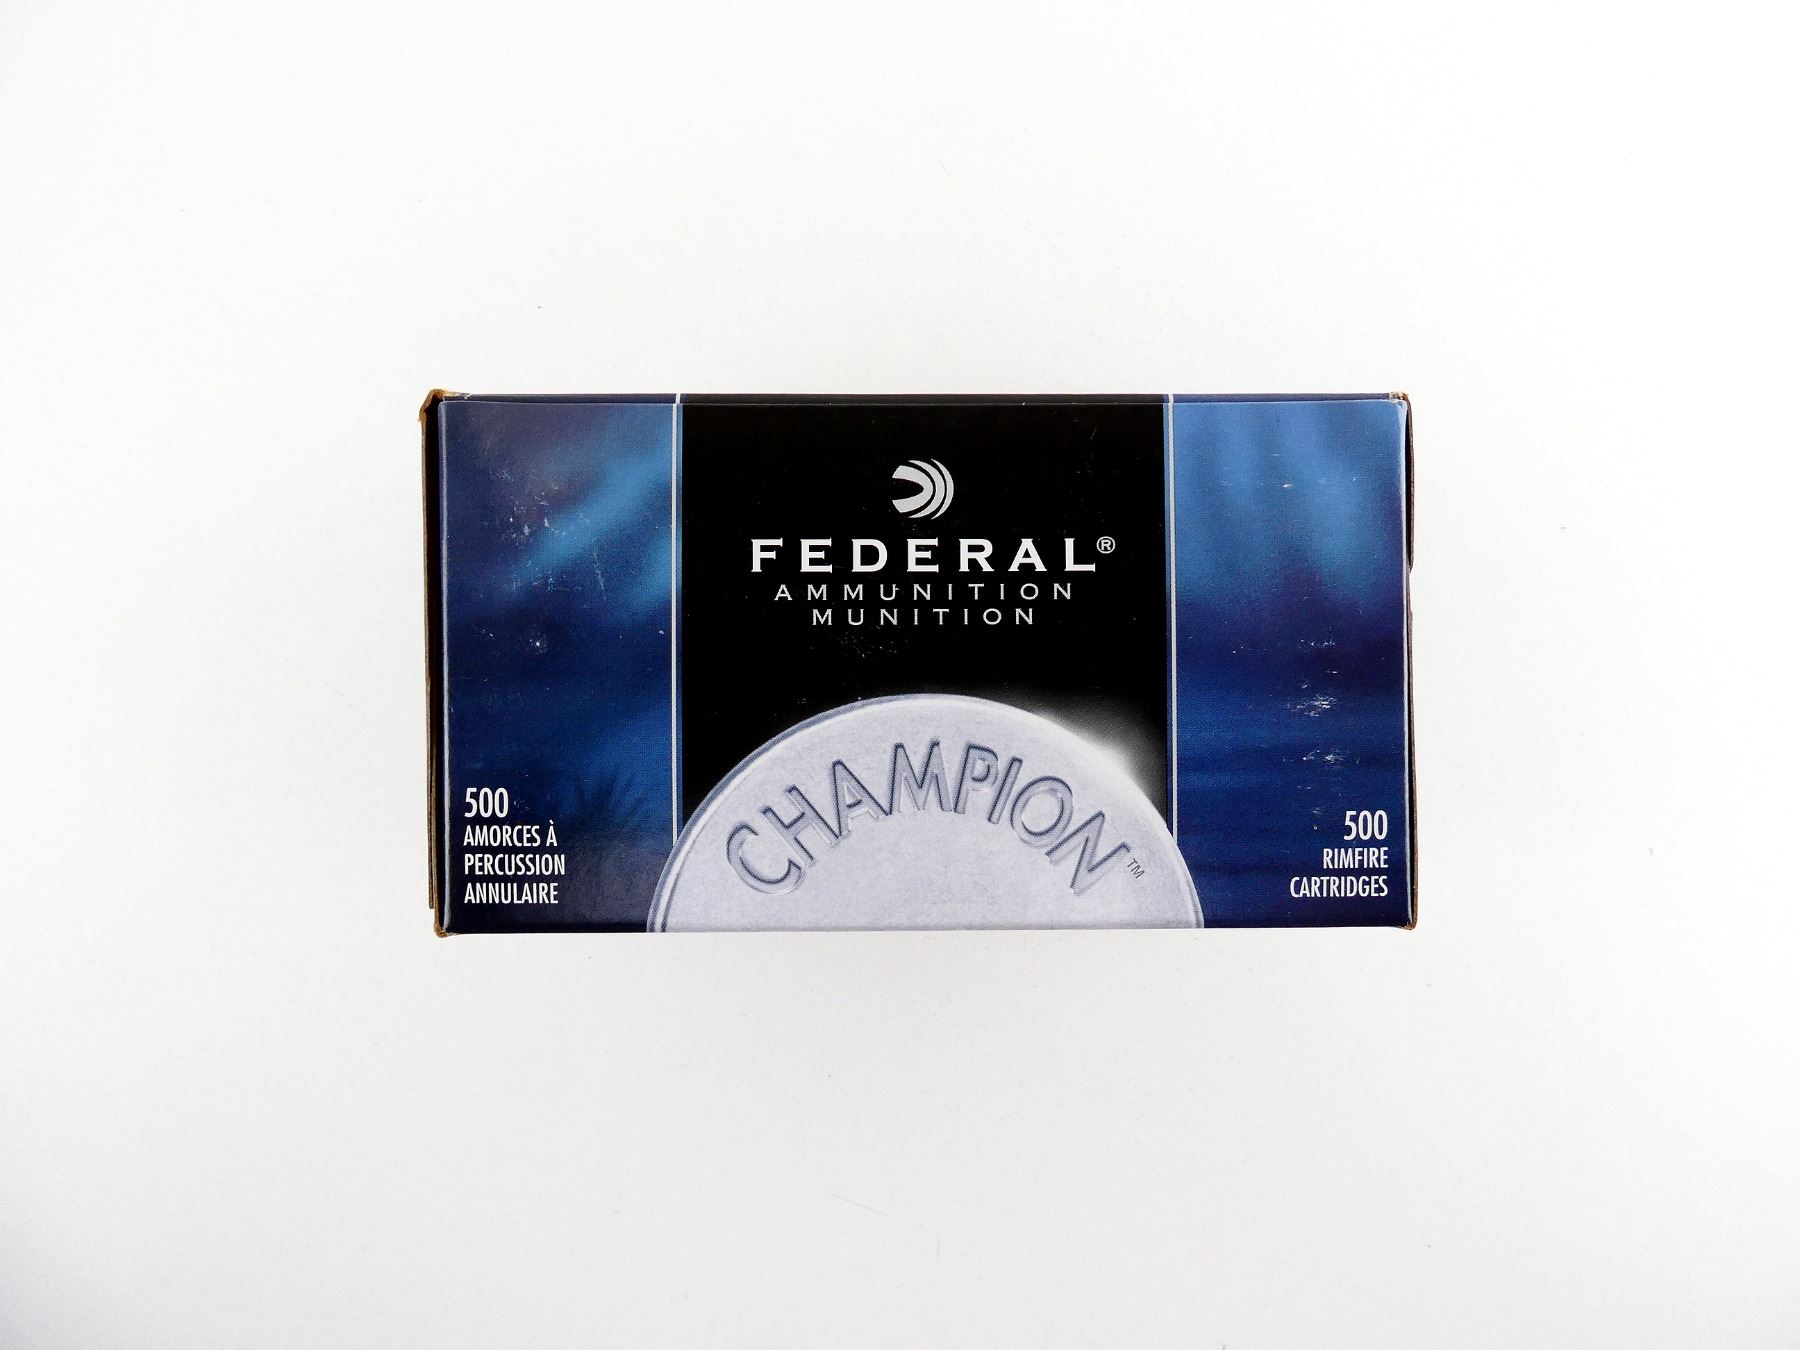 FEDERAL®
AMMUNITION
MUNITION
CHAMPION™
500
AMORCES À
PERCUSSION
ANNULAIRE
500
RIMFIRE
CARTRIDGES